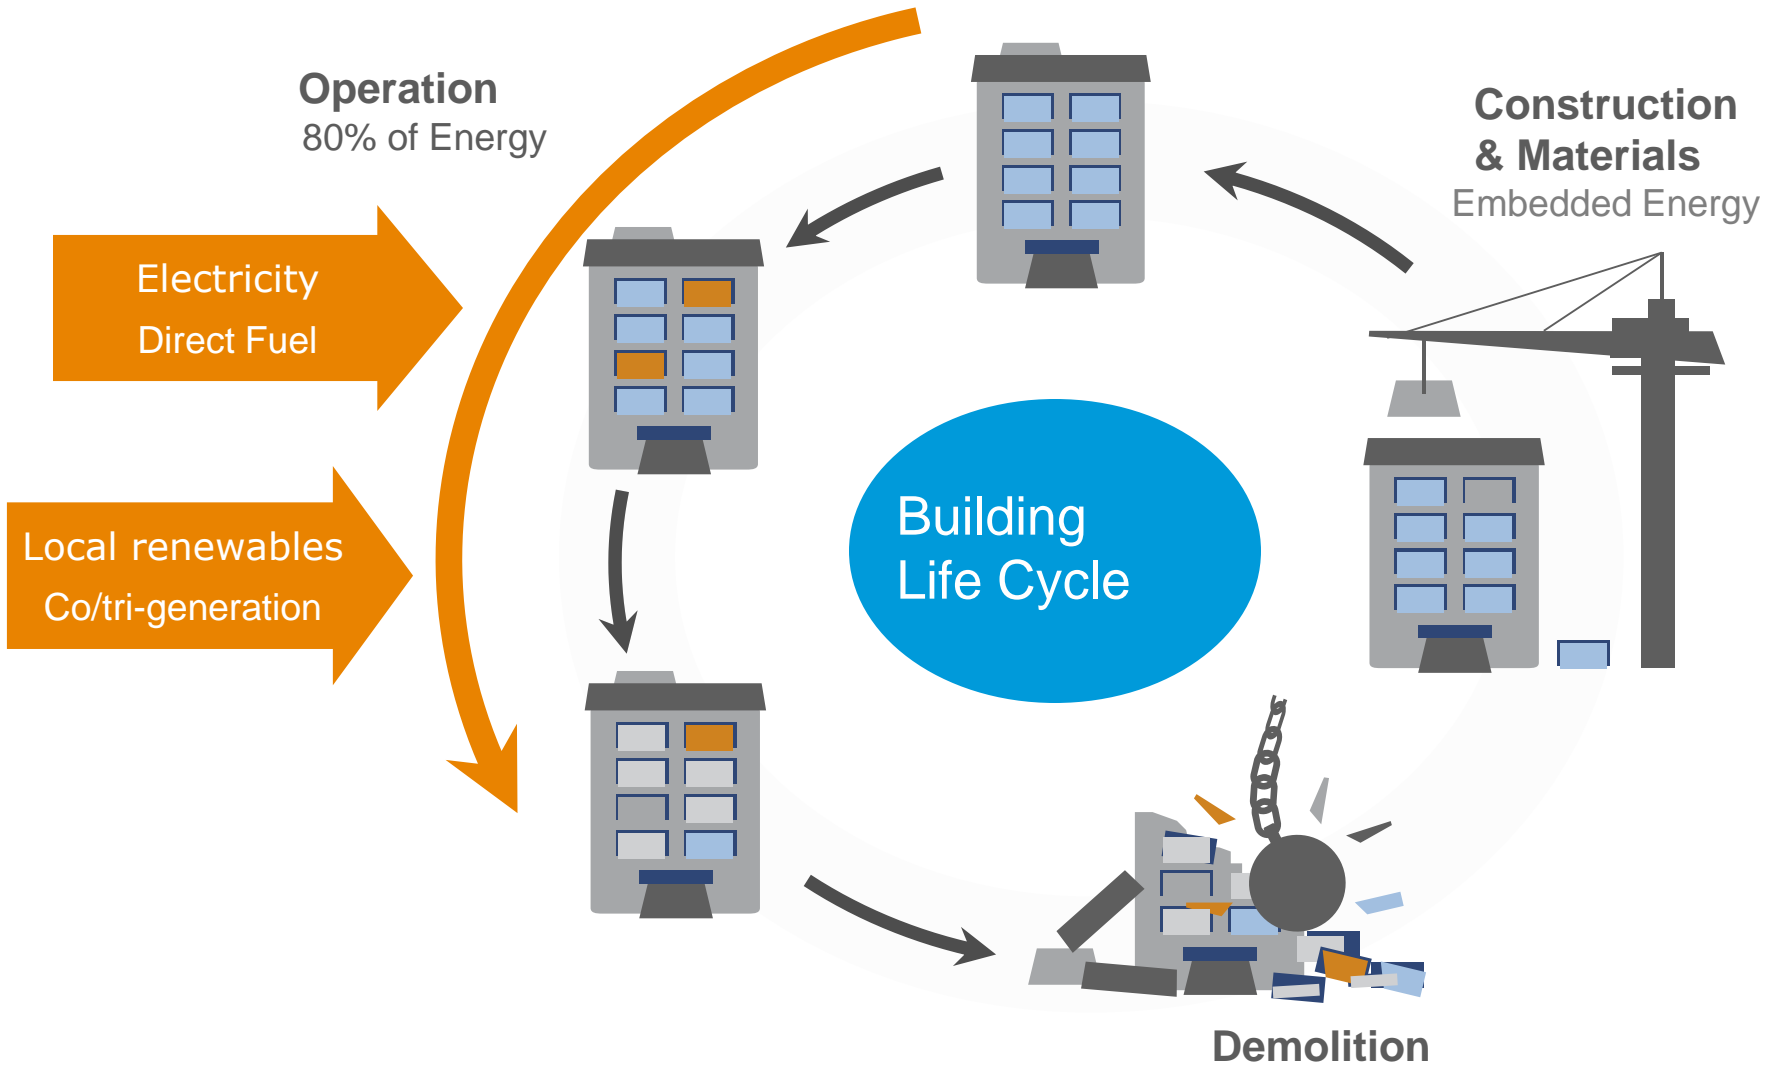 Operation
80% of Energy
Construction
& Materials
Embedded Energy
Electricity
Direct Fuel
Local renewables
Co/tri-generation
Building
Life Cycle
Demolition